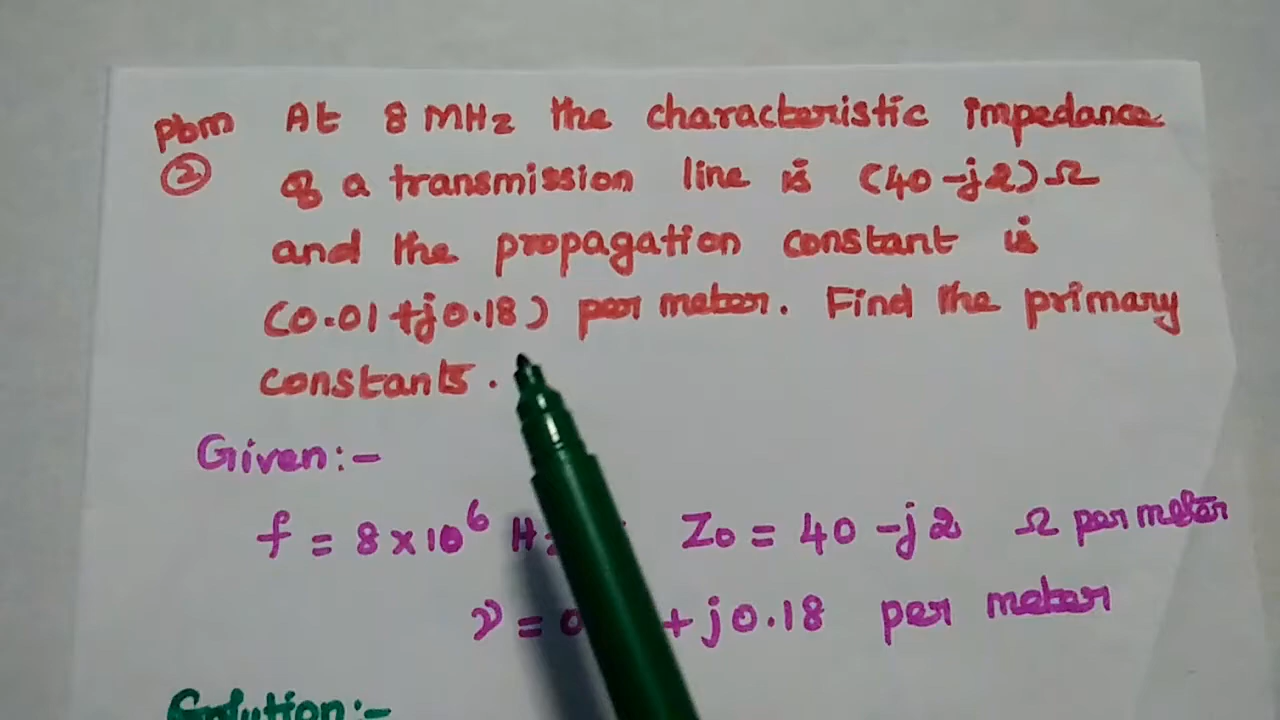 Pbm At 8 MHz the characteristic impedance
② of a transmission line is (40-j2)Ω
and the propagation constant is
(0.01+j0.18) per meter. Find the primary
constants.
Given:-
f = 8×10⁶ Z₀ = 40-j2 Ω per meter
γ = + j0.18 per meter
Solution:-